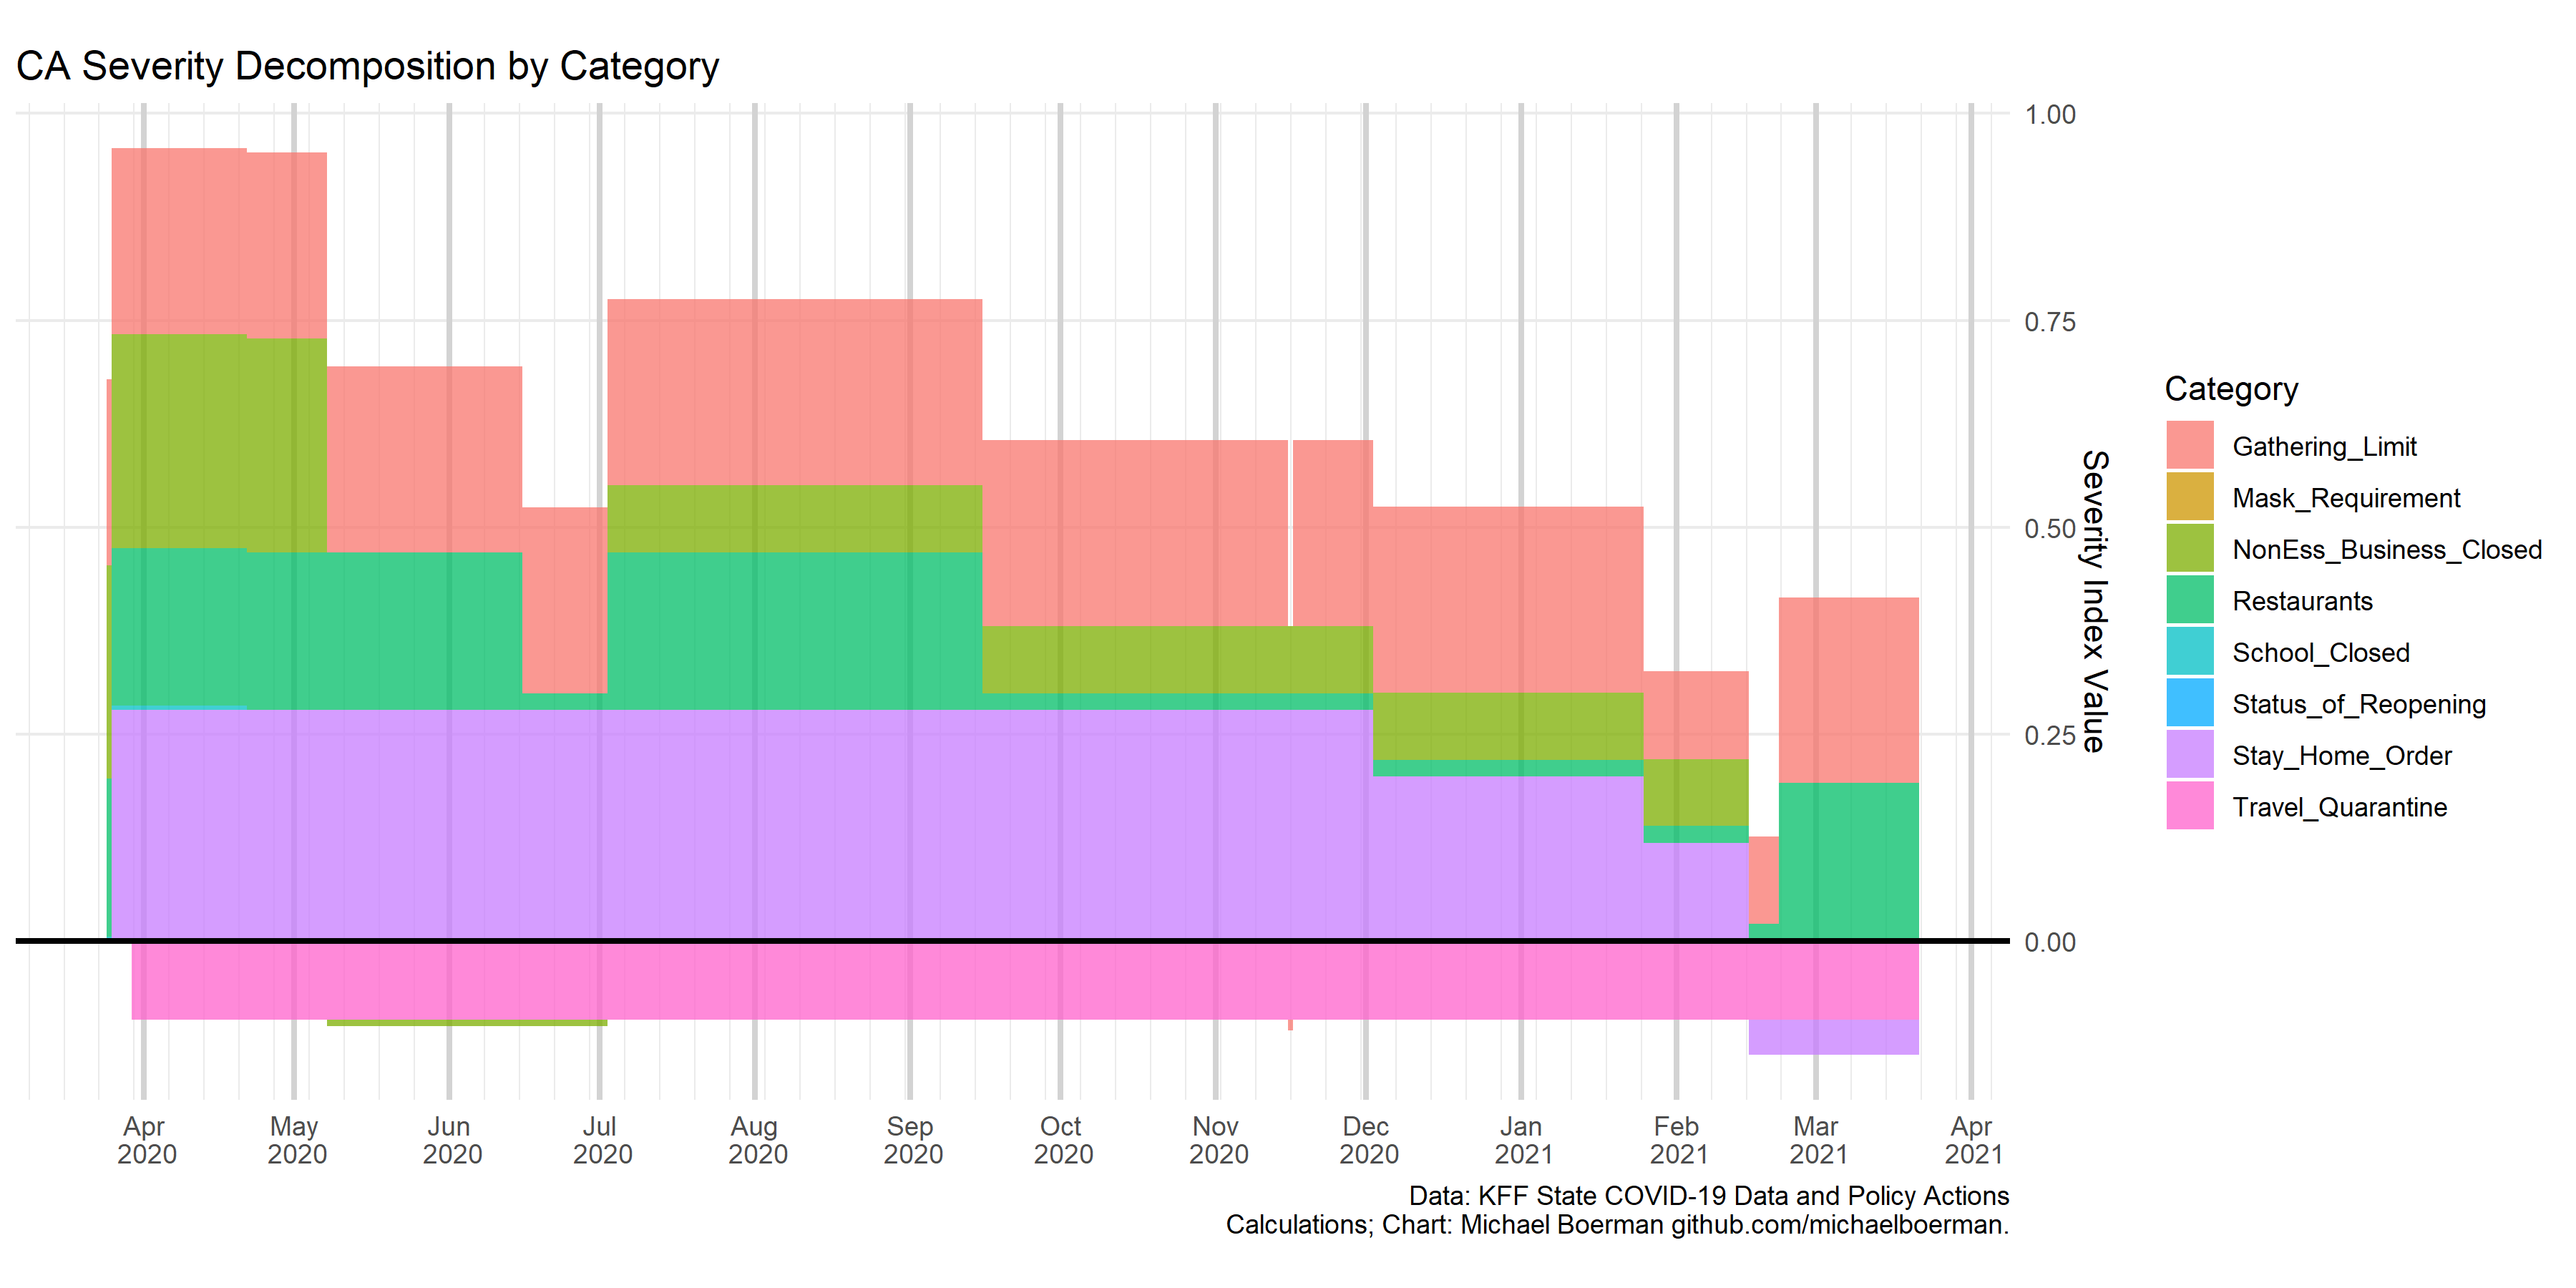 CA Severity Decomposition by Category
1.00
0.75
0.50
0.25
0.00
Severity Index Value
Apr
2020
May
2020
Jun
2020
Jul
2020
Aug
2020
Sep
2020
Oct
2020
Nov
2020
Dec
2020
Jan
2021
Feb
2021
Mar
2021
Apr
2021
Category
Gathering_Limit
Mask_Requirement
NonEss_Business_Closed
Restaurants
School_Closed
Status_of_Reopening
Stay_Home_Order
Travel_Quarantine
Data: KFF State COVID-19 Data and Policy Actions
Calculations; Chart: Michael Boerman github.com/michaelboerman.